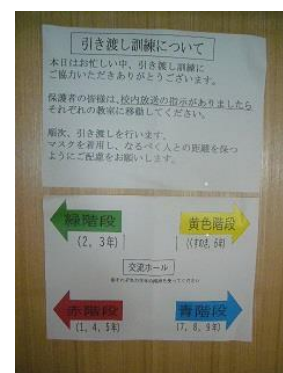 引き渡し訓練について
本日はお忙しい中、引き渡し訓練に
ご協力いただきありがとうございます。
保護者の皆様は、校内放送の指示がありましたら
それぞれの教室に移動してください。
順次、引き渡しを行います。
マスクを着用し、なるべく人との距離を保つ
ようにご配慮をお願いします。
緑階段
(2, 3年)
黄色階段
(くすのき, 6年)
交流ホール
赤階段
(1, 4, 5年)
青階段
(7, 8, 9年)